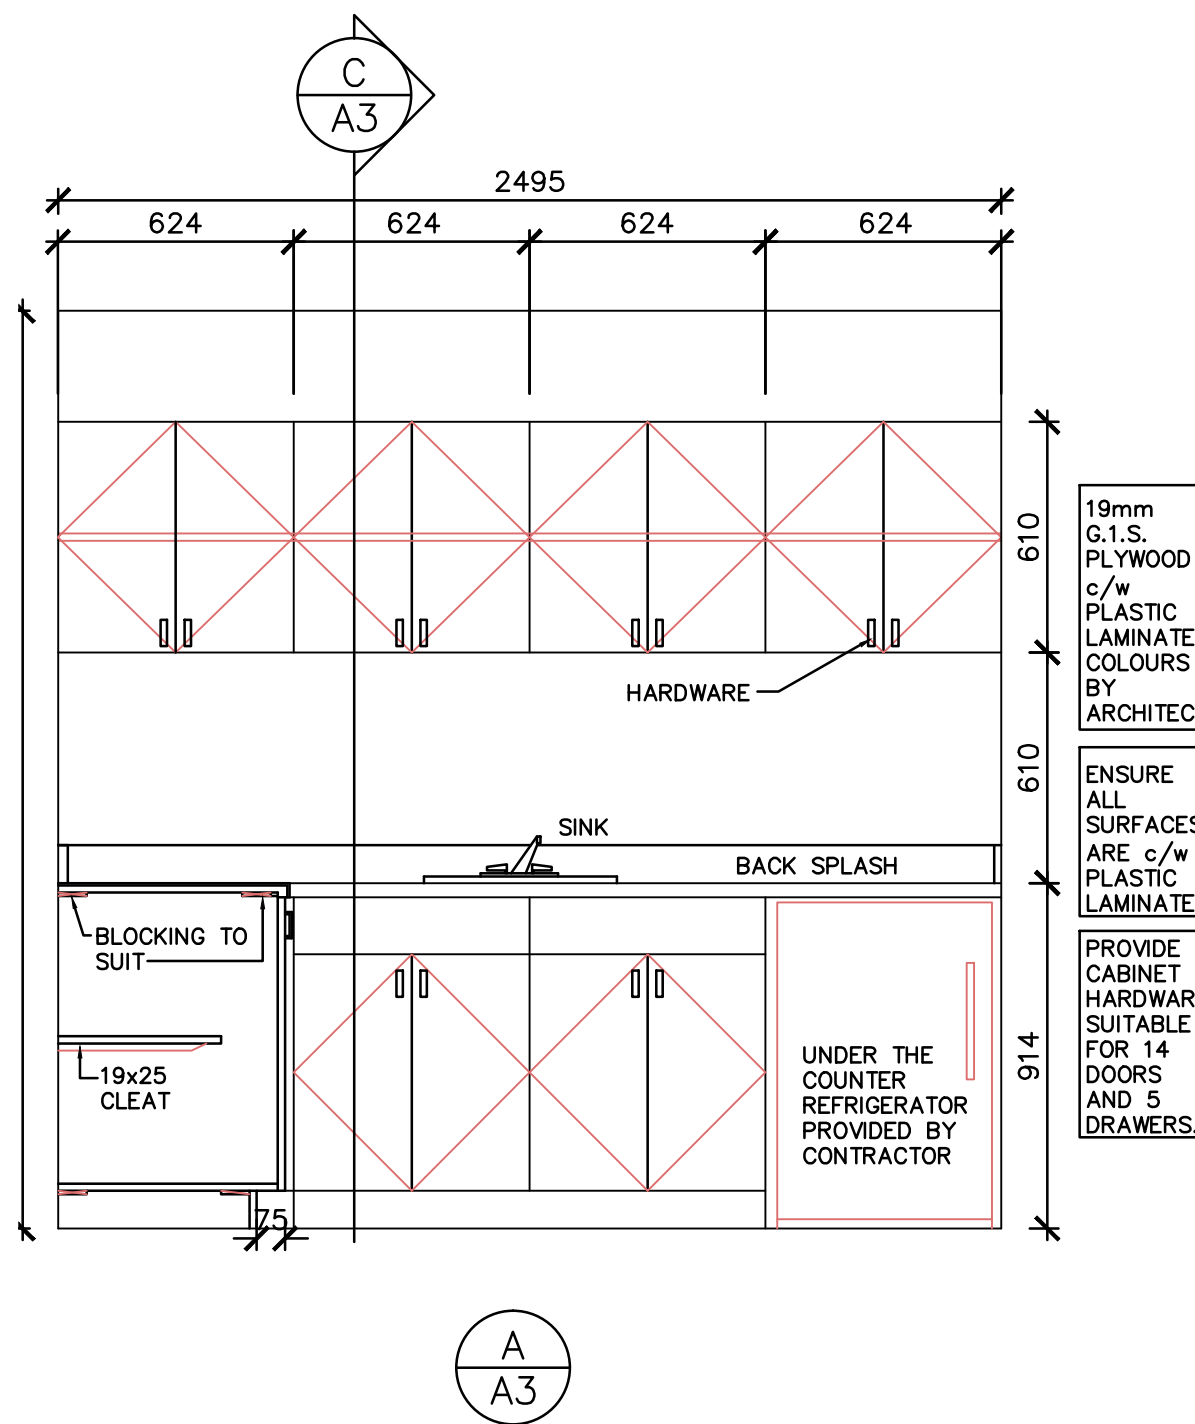 C
A3
2495
624 624 624 624
610
19mm
G.1.S.
PLYWOOD
c/w
PLASTIC
LAMINATE
COLOURS
BY
ARCHITEC
HARDWARE
610
ENSURE
ALL
SURFACES
ARE c/w
PLASTIC
LAMINATE
SINK
BACK SPLASH
BLOCKING TO
SUIT
PROVIDE
CABINET
HARDWAR
SUITABLE
FOR 14
DOORS
AND 5
DRAWERS.
914
19x25
CLEAT
UNDER THE
COUNTER
REFRIGERATOR
PROVIDED BY
CONTRACTOR
75
A
A3